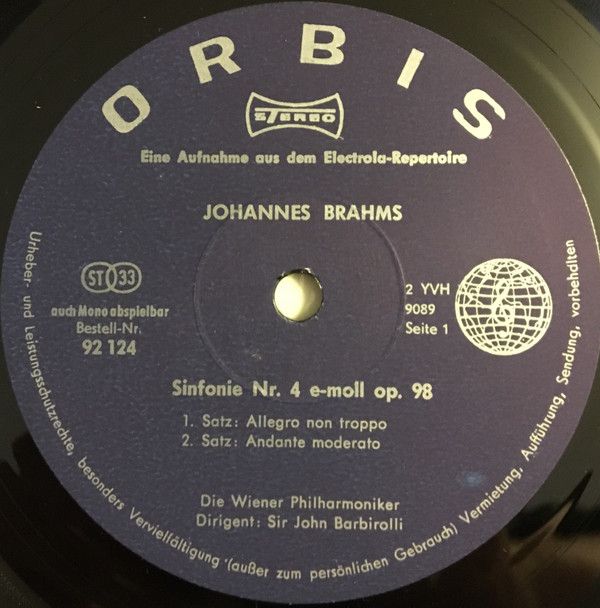 ORBIS
STEREO
Eine Aufnahme aus dem Electrola-Repertoire
JOHANNES BRAHMS
ST 33
auch Mono abspielbar
Bestell-Nr.
92 124
2 YVH
9089
Seite 1
Sinfonie Nr. 4 e-moll op. 98
1. Satz: Allegro non troppo
2. Satz: Andante moderato
Die Wiener Philharmoniker
Dirigent: Sir John Barbirolli
Urheber- und Leistungsschutzrechte, besonders Vervielfältigung (außer zum persönlichen Gebrauch) Vermietung, Aufführung, Sendung, vorbehalten